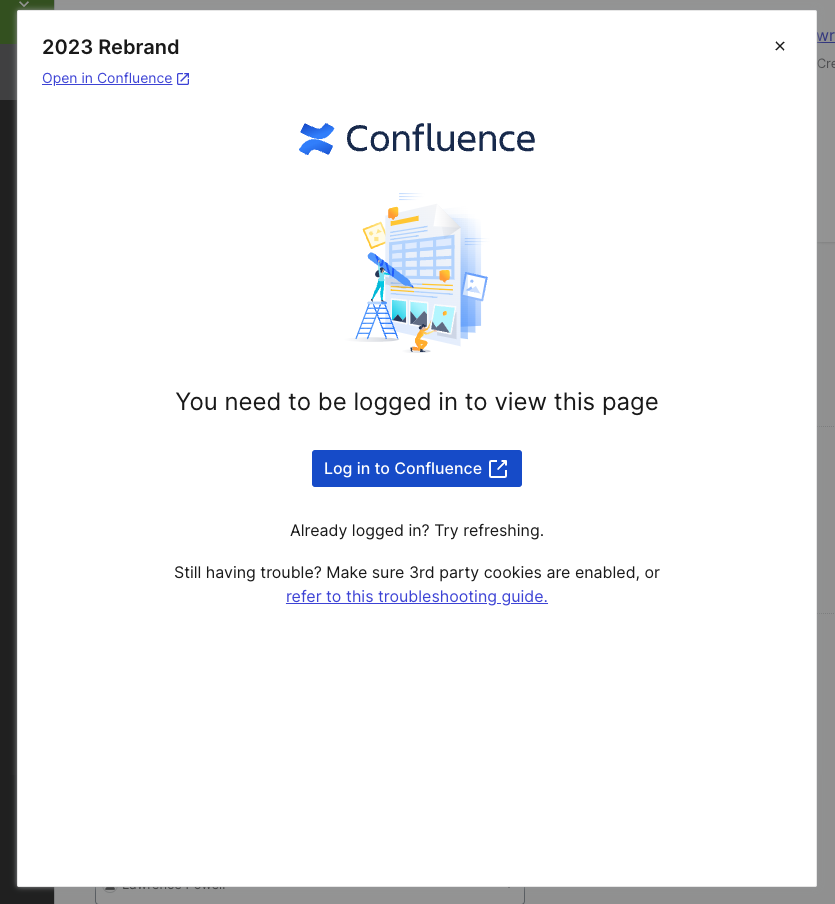 2023 Rebrand
Open in Confluence
Confluence
You need to be logged in to view this page
Log in to Confluence
Already logged in? Try refreshing.
Still having trouble? Make sure 3rd party cookies are enabled, or
refer to this troubleshooting guide.